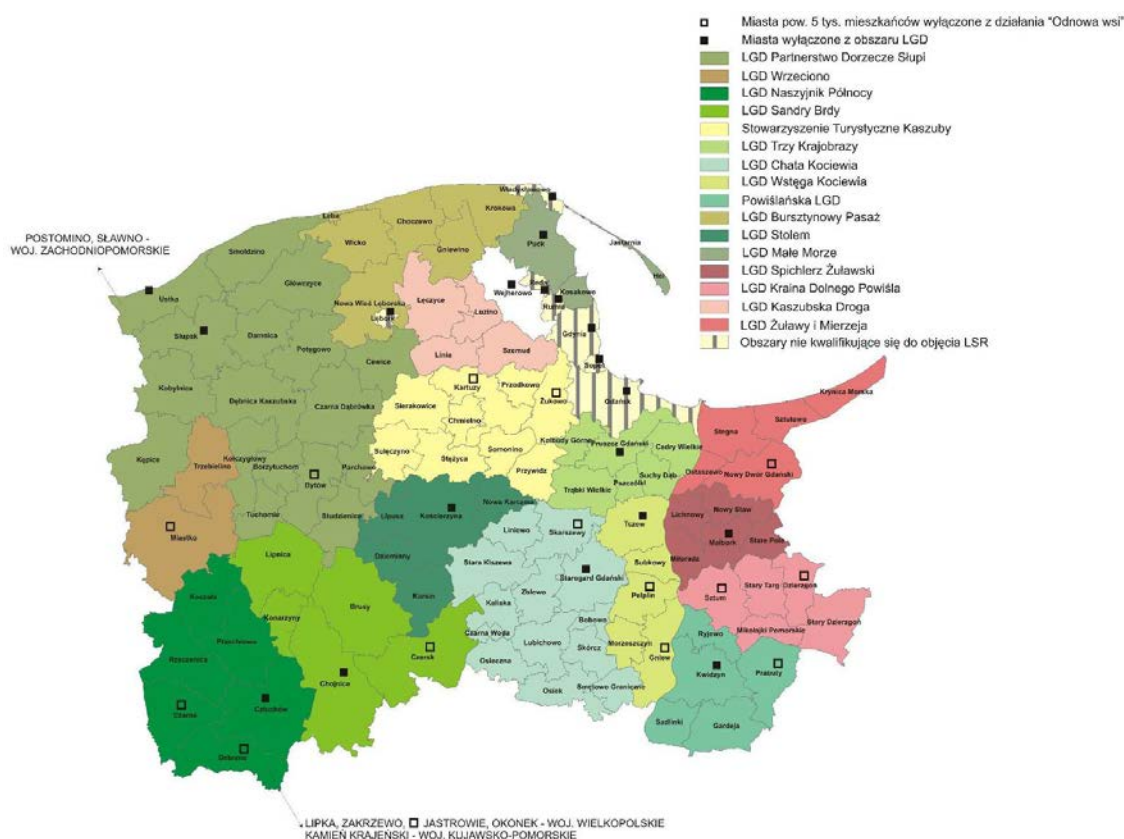 Miasta pow. 5 tys. mieszkańców wyłączone z działania "Odnowa wsi"
Miasta wyłączone z obszaru LGD
LGD Partnerstwo Dorzecze Słupi
LGD Wrzeciono
LGD Naszyjnik Północy
LGD Sandry Brdy
Stowarzyszenie Turystyczne Kaszuby
LGD Trzy Krajobrazy
LGD Chata Kociewia
LGD Wstęga Kociewia
Powiślańska LGD
LGD Bursztynowy Pasaż
LGD Stolem
LGD Małe Morze
LGD Spichlerz Żuławski
LGD Kraina Dolnego Powiśla
LGD Kaszubska Droga
LGD Żuławy i Mierzeja
Obszary nie kwalifikujące się do objęcia LSR
POSTOMINO, SŁAWNO -
WOJ. ZACHODNIOPOMORSKIE
Władysławowo
Krokowa
Łeba
Choczewo
Wicko
Gniewino
Puck
Jastarnia
Hel
Smołdzino
Główczyce
Ustka
Słupsk
Damnica
Potęgowo
Nowa Wieś Lęborska
Lębork
Cewice
Łęczyce
Luzino
Linia
Szemud
Wejherowo
Reda
Rumia
Kosakowo
Gdynia
Sopot
Gdańsk
Kobylnica
Dębnica Kaszubska
Czarna Dąbrówka
Sierakowice
Kartuzy
Przodkowo
Żukowo
Chmielno
Sulęczyno
Stężyca
Somonino
Przywidz
Kolbudy Górne
Pruszcz Gdański
Cedry Wielkie
Suchy Dąb
Pszczółki
Trąbki Wielkie
Stegna
Sztutowo
Krynica Morska
Ostaszewo
Nowy Dwór Gdański
Kępice
Trzebielino
Kołczygłowy
Borzytuchom
Bytów
Parchowo
Tuchomie
Studzienice
Miastko
Lipusz
Kościerzyna
Nowa Karczma
Dziemiany
Karsin
Liniewo
Skarszewy
Stara Kiszewa
Starogard Gdański
Zblewo
Kaliska
Bobowo
Czarna Woda
Lubichowo
Skórcz
Osieczna
Osiek
Smętowo Graniczne
Tczew
Subkowy
Pelplin
Morzeszczyn
Gniew
Lichnowy
Nowy Staw
Malbork
Stare Pole
Miłoradz
Sztum
Stary Targ
Dzierzgoń
Mikołajki Pomorskie
Stary Dzierzgoń
Ryjewo
Kwidzyn
Prabuty
Sadlinki
Gardeja
Lipnica
Brusy
Konarzyny
Chojnice
Czersk
Koczała
Przechlewo
Rzeczenica
Czarne
Człuchów
Debrzno
LIPKA, ZAKRZEWO, JASTROWIE, OKONEK - WOJ. WIELKOPOLSKIE
KAMIEŃ KRAJEŃSKI - WOJ. KUJAWSKO-POMORSKIE